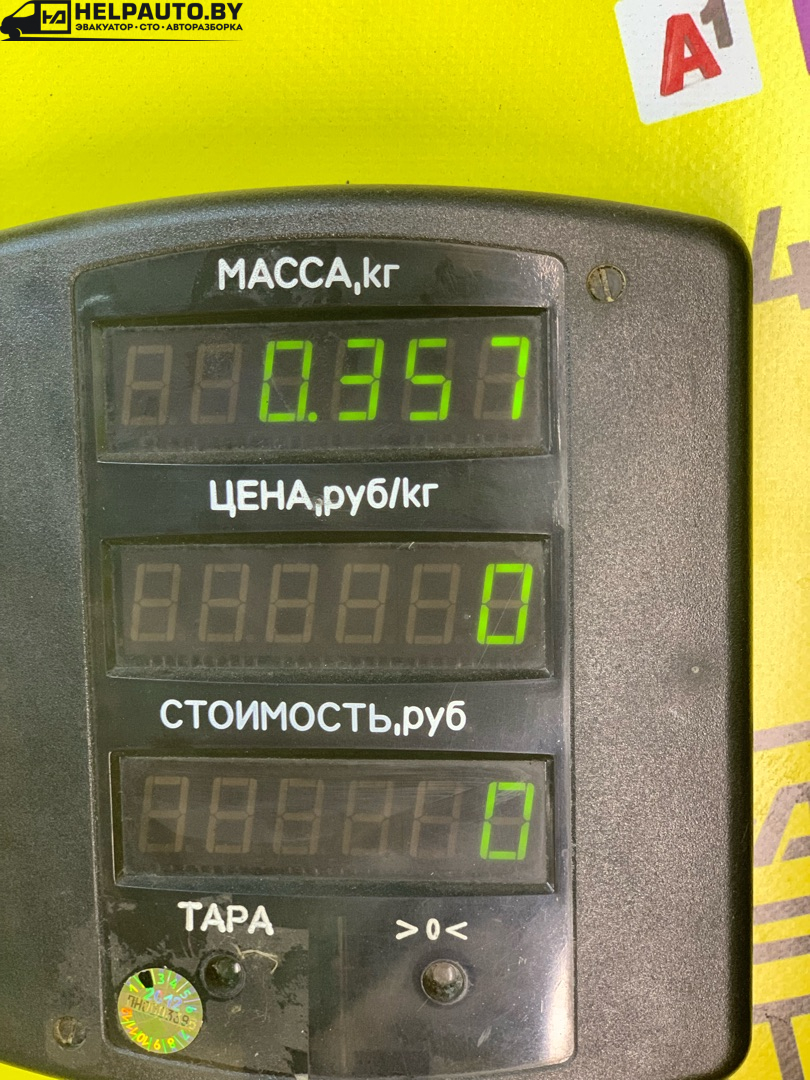 HELPAUTO.BY
ЭВАКУАТОР · СТО · АВТОРАЗБОРКА
A1
4
МАССА,кг
0.357
ЦЕНА,руб/кг
0
СТОИМОСТЬ,руб
0
ТАРА >0<